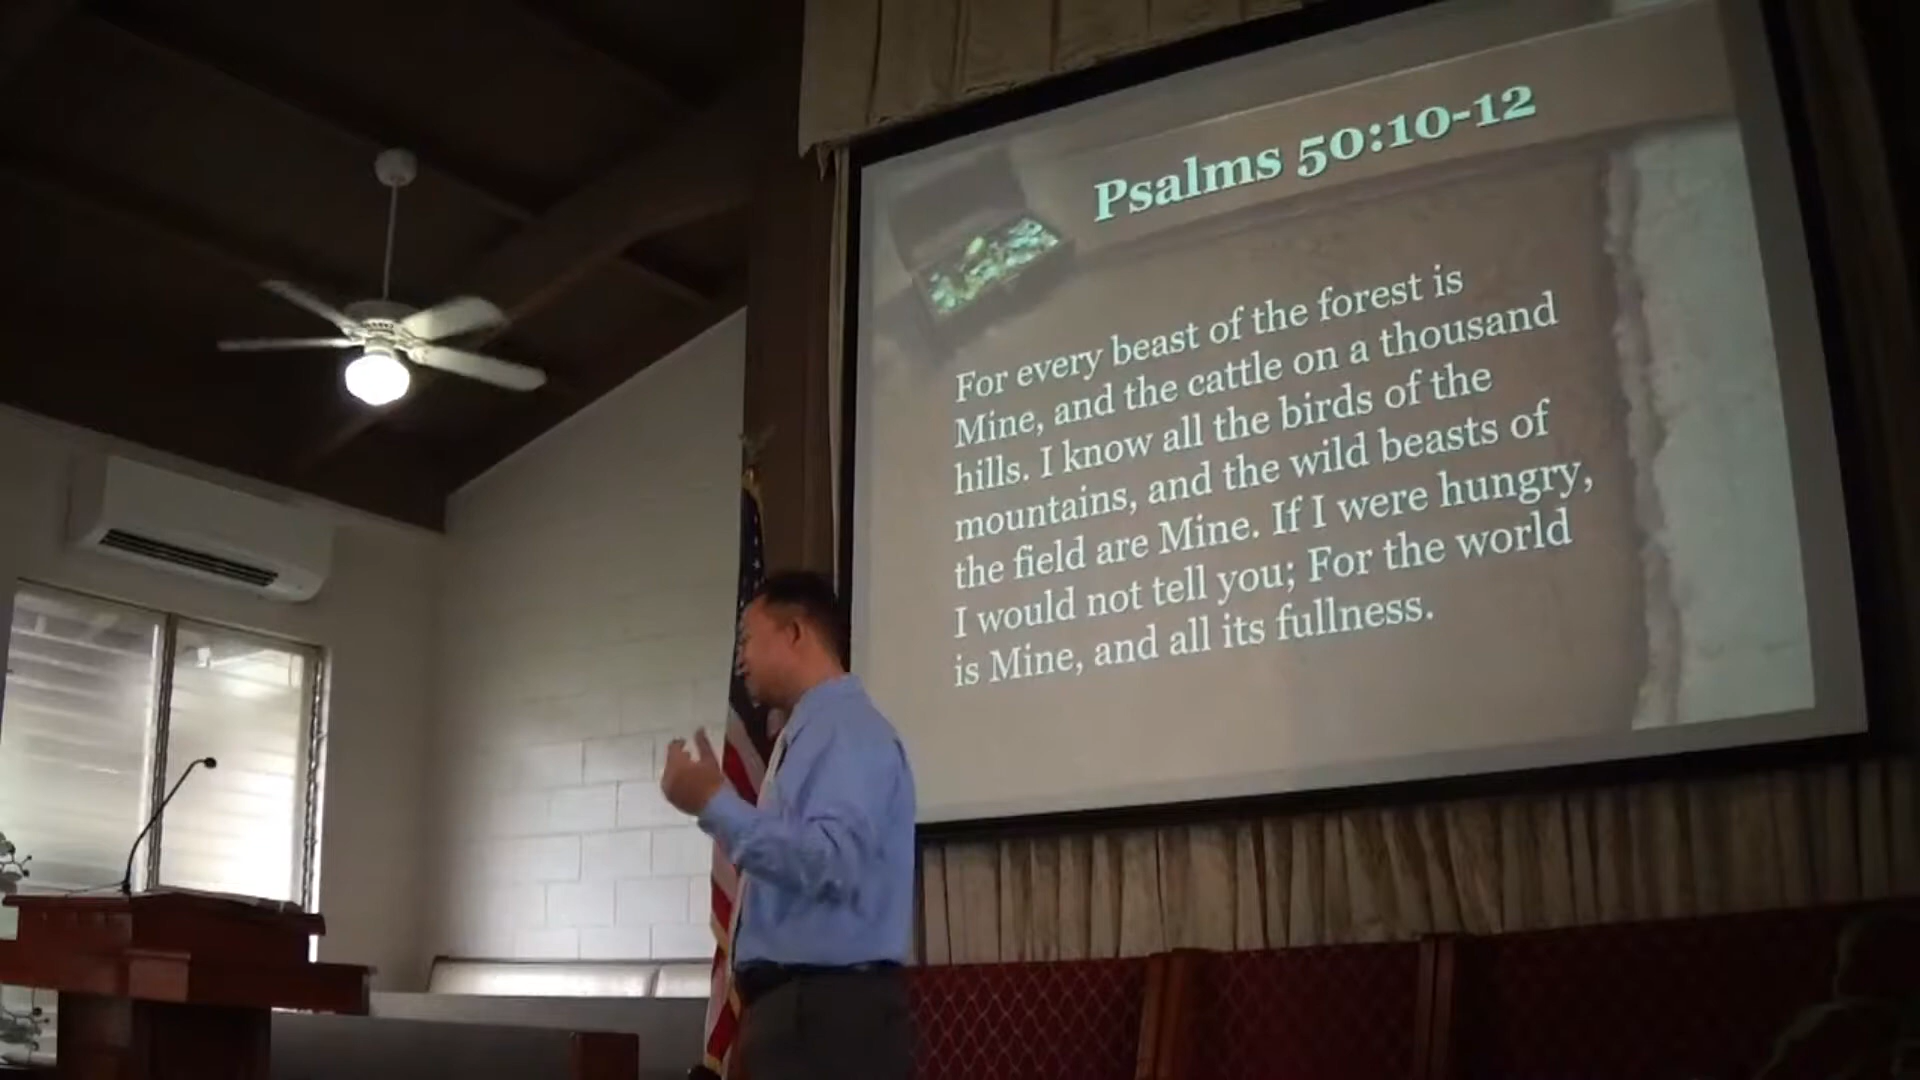 Psalms 50:10-12
For every beast of the forest is
Mine, and the cattle on a thousand
hills. I know all the birds of the
mountains, and the wild beasts of
the field are Mine. If I were hungry,
I would not tell you; For the world
is Mine, and all its fullness.